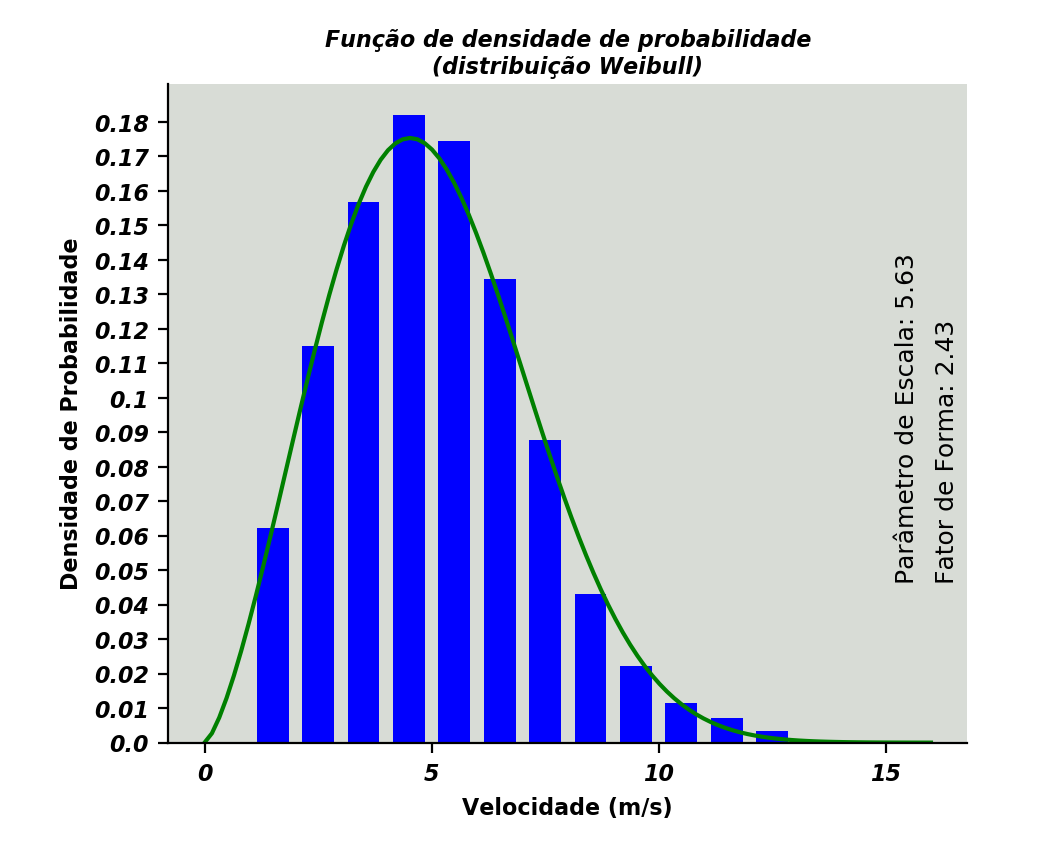 Função de densidade de probabilidade
(distribuição Weibull)
Densidade de Probabilidade
0.18
0.17
0.16
0.15
0.14
0.13
0.12
0.11
0.1
0.09
0.08
0.07
0.06
0.05
0.04
0.03
0.02
0.01
0.0
Parâmetro de Escala: 5.63
Fator de Forma: 2.43
0 5 10 15
Velocidade (m/s)